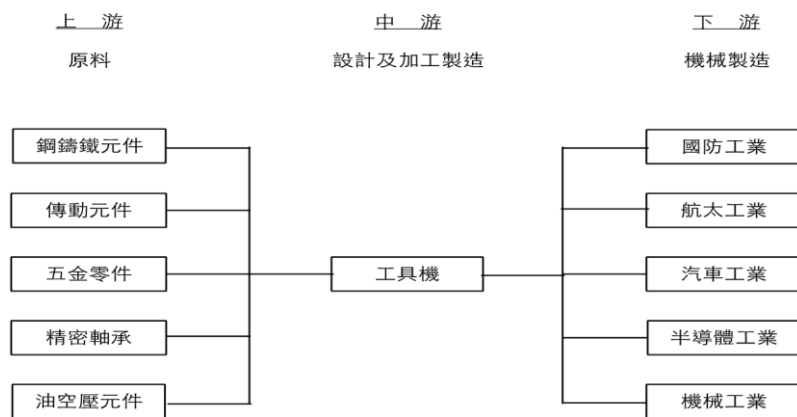 上 游
中 游
下 游
原料
設計及加工製造
機械製造
鋼鑄鐵元件
國防工業
傳動元件
航太工業
五金零件
工具機
汽車工業
精密軸承
半導體工業
油空壓元件
機械工業